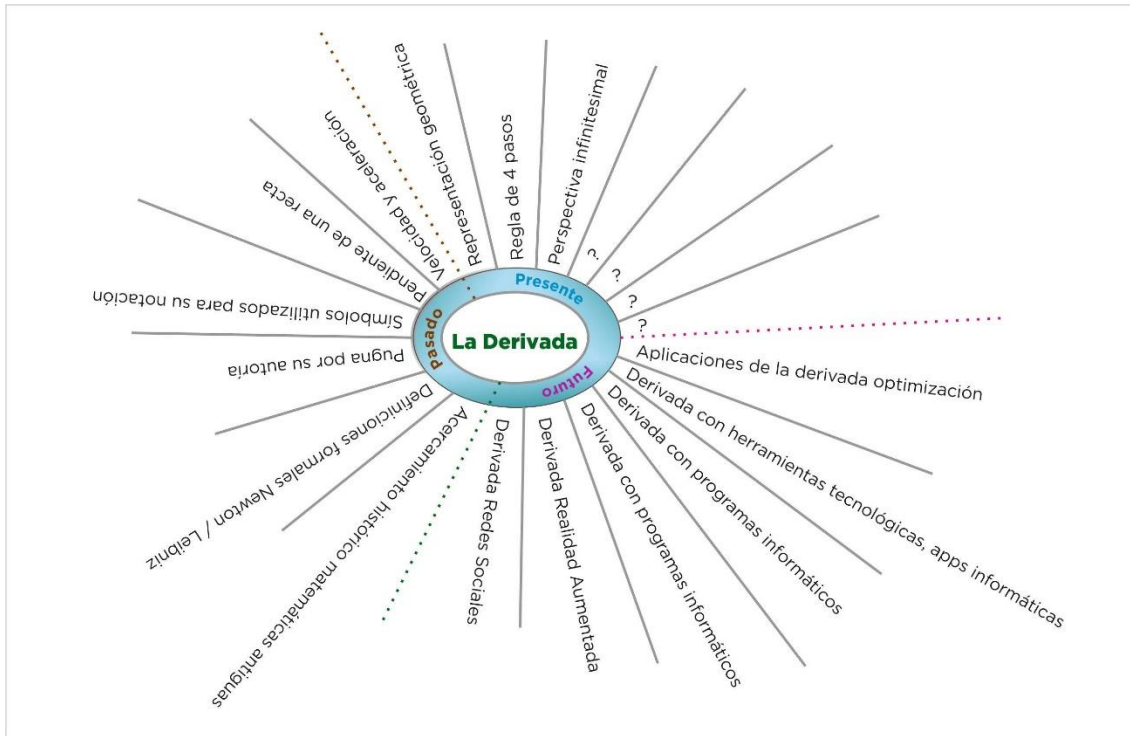 La Derivada
Pasado
Acercamiento histórico matemáticas antiguas
Definiciones formales Newton / Leibniz
Pugna por su autoría
Símbolos utillizados para su notación
Pendiente de una recta
Velocidad y aceleración
Presente
Representación geométrica
Regla de 4 pasos
Perspectiva infinitesimal
?
?
?
?
Futuro
Aplicaciones de la derivada optimización
Derivada con herramientas tecnológicas, apps informáticas
Derivada con programas informáticos
Derivada con programas informáticos
Derivada Realidad Aumentada
Derivada Redes Sociales